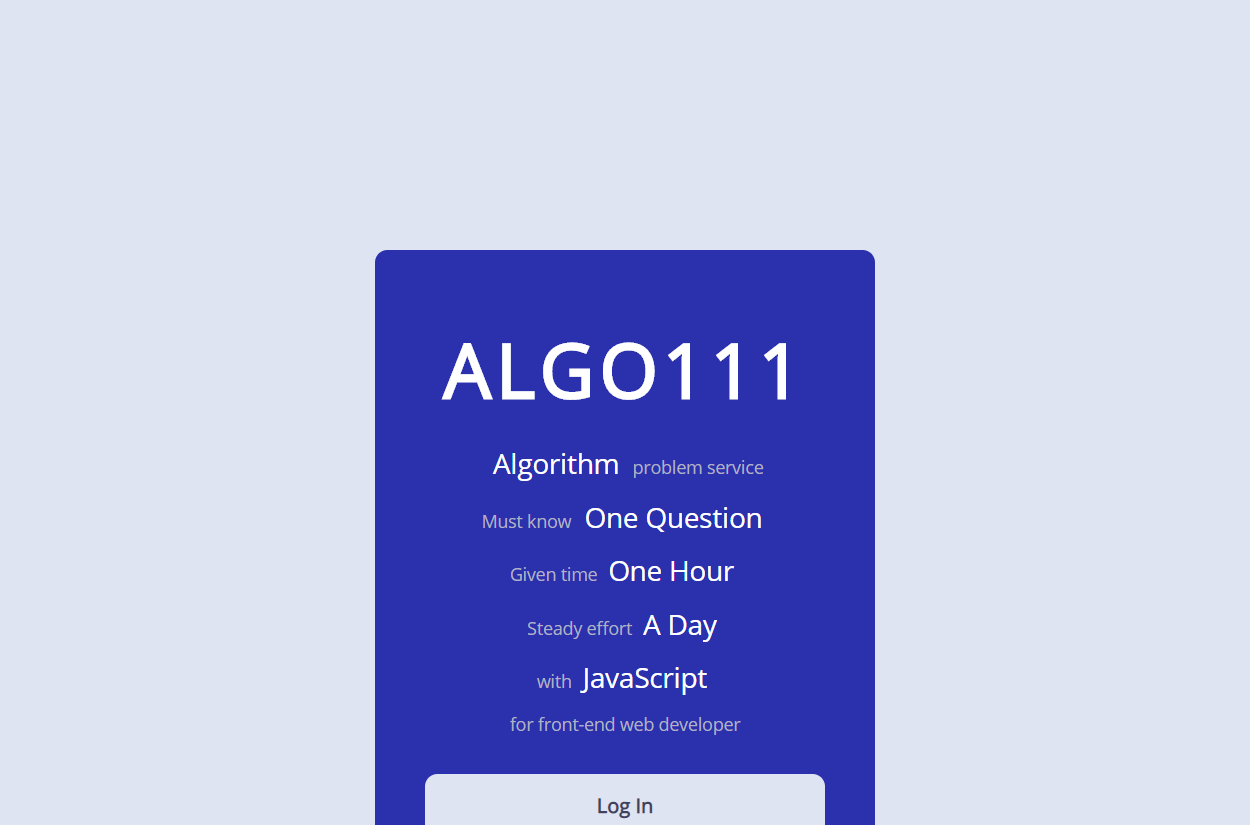 ALGO111
Algorithm problem service
Must know One Question
Given time One Hour
Steady effort A Day
with JavaScript
for front-end web developer
Log In